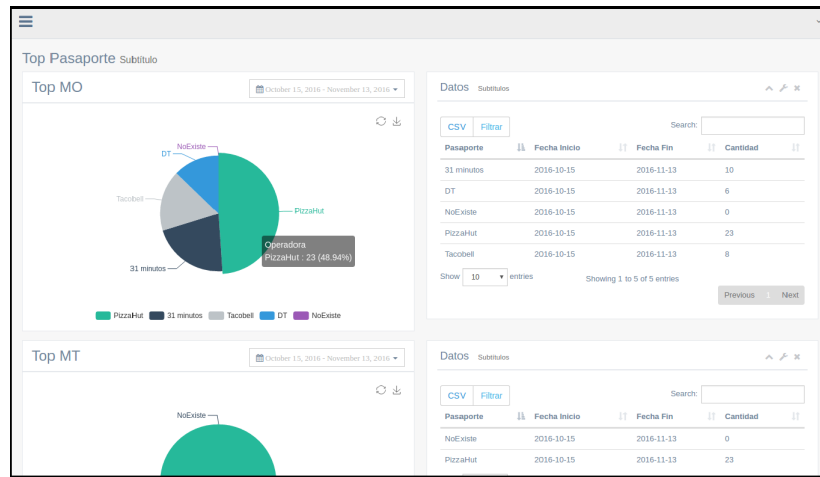 Top Pasaporte Subtítulo
Top MO
October 15, 2016 - November 13, 2016
NoExiste
DT
Tacobell
PizzaHut
31 minutos
Operadora
PizzaHut : 23 (48.94%)
PizzaHut 31 minutos Tacobell DT NoExiste
Datos Subtitulos
CSV Filtrar Search:
Pasaporte Fecha Inicio Fecha Fin Cantidad
31 minutos 2016-10-15 2016-11-13 10
DT 2016-10-15 2016-11-13 6
NoExiste 2016-10-15 2016-11-13 0
PizzaHut 2016-10-15 2016-11-13 23
Tacobell 2016-10-15 2016-11-13 8
Show 10 entries Showing 1 to 5 of 5 entries
Previous 1 Next
Top MT
October 15, 2016 - November 13, 2016
NoExiste
Datos Subtitulos
CSV Filtrar Search:
Pasaporte Fecha Inicio Fecha Fin Cantidad
NoExiste 2016-10-15 2016-11-13 0
PizzaHut 2016-10-15 2016-11-13 23